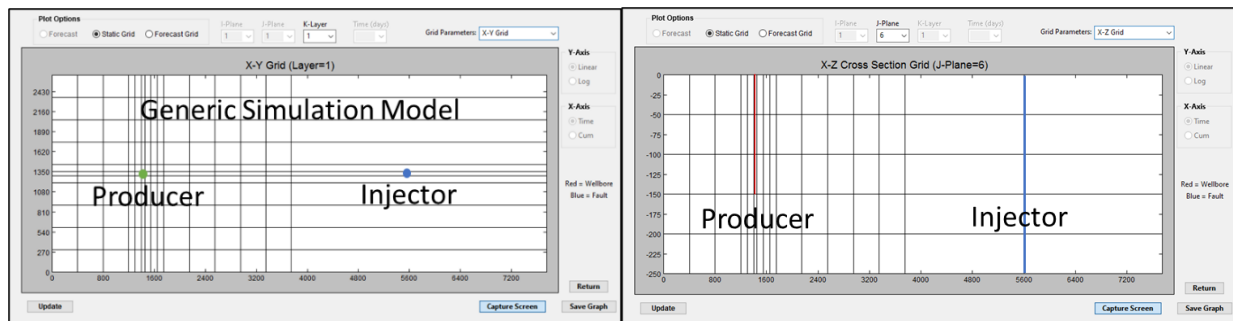 Plot Options
Forecast Static Grid Forecast Grid
I-Plane J-Plane K-Layer Time (days)
1 1 1
Grid Parameters: X-Y Grid
X-Y Grid (Layer=1)
Generic Simulation Model
2430
2160
1890
1620
1350
1080
810
540
270
0
Producer
Injector
0 800 1600 2400 3200 4000 4800 5600 6400 7200
Y-Axis
Linear
Log
X-Axis
Time
Cum
Red = Wellbore
Blue = Fault
Return
Update
Capture Screen
Save Graph
Plot Options
Forecast Static Grid Forecast Grid
I-Plane J-Plane K-Layer Time (days)
1 6 1
Grid Parameters: X-Z Grid
X-Z Cross Section Grid (J-Plane=6)
0
-25
-50
-75
-100
-125
-150
-175
-200
-225
-250
Producer
Injector
0 800 1600 2400 3200 4000 4800 5600 6400 7200
Y-Axis
Linear
Log
X-Axis
Time
Cum
Red = Wellbore
Blue = Fault
Return
Update
Capture Screen
Save Graph